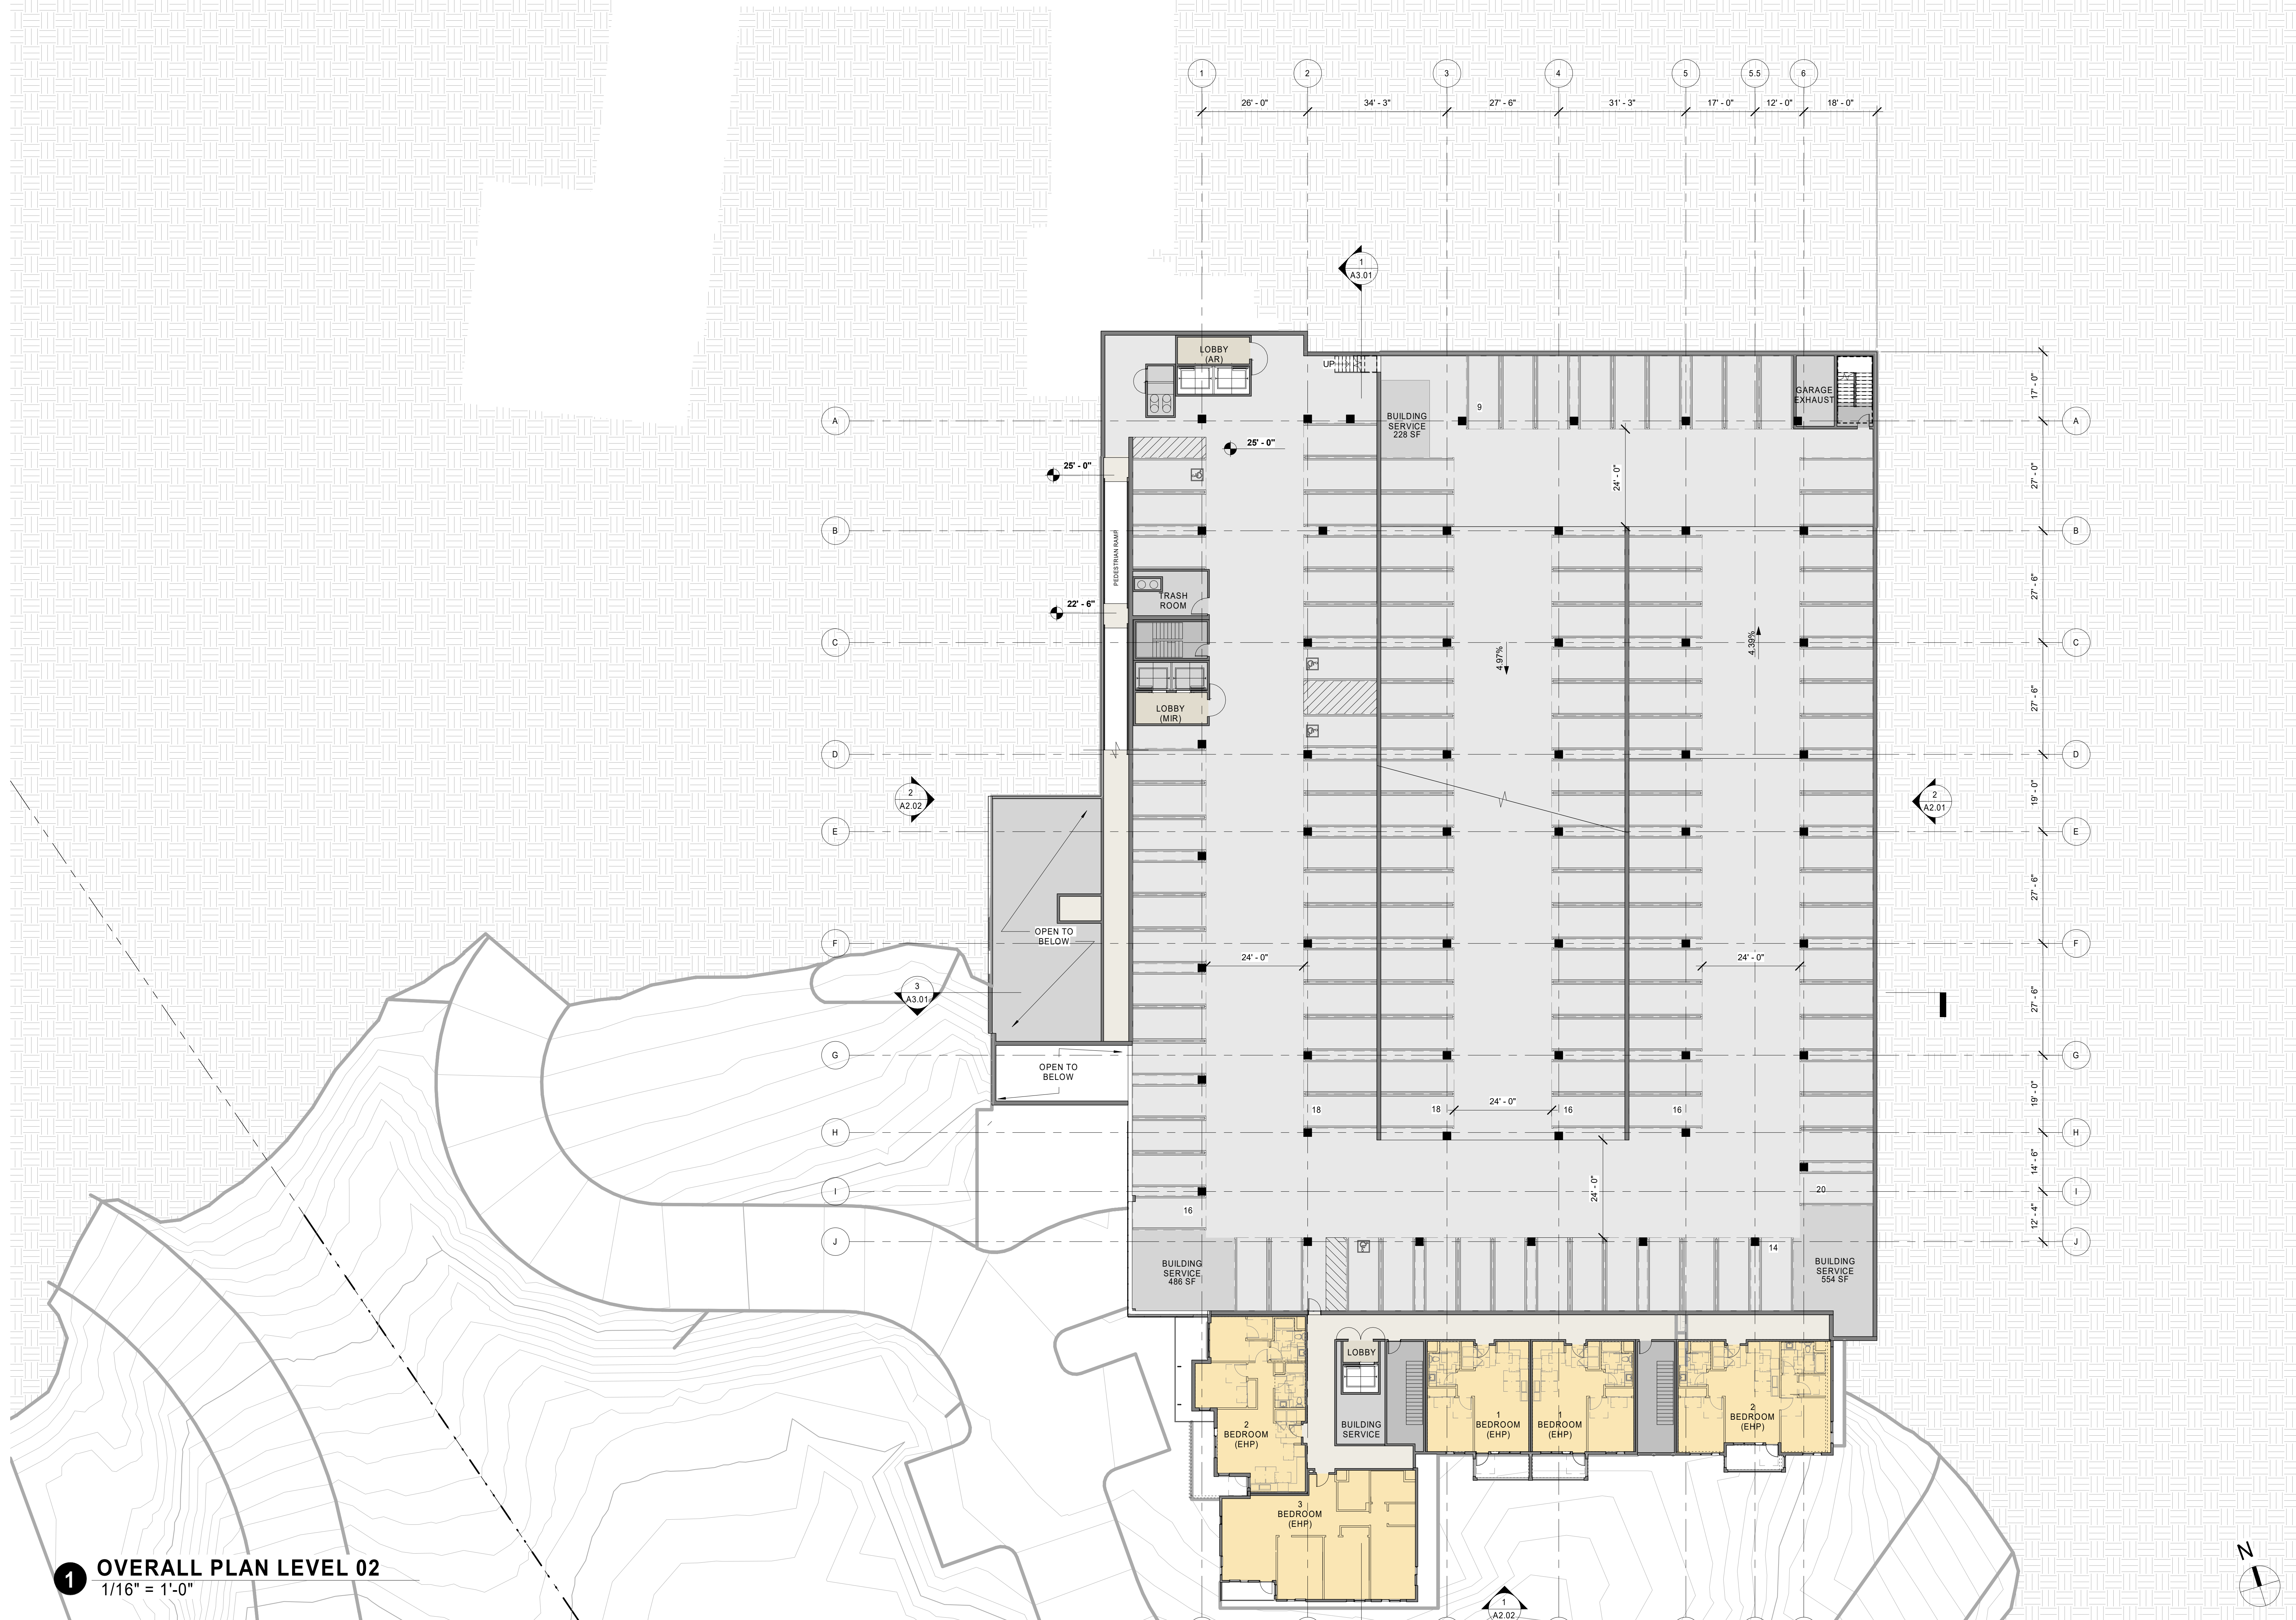 1
2
3
4
5
5.5
6
26' - 0"
34' - 3"
27' - 6"
31' - 3"
17' - 0"
12' - 0"
18' - 0"
1
A3.01
LOBBY
(AR)
UP
GARAGE
EXHAUST
17' - 0"
BUILDING
SERVICE
228 SF
9
A
A
25' - 0"
25' - 0"
24' - 0"
27' - 0"
B
B
PEDESTRIAN RAMP
27' - 6"
TRASH
ROOM
22' - 6"
C
C
4.97%
4.39%
27' - 6"
LOBBY
(MIR)
D
D
2
A2.02
2
A2.01
19' - 0"
E
E
27' - 6"
OPEN TO
BELOW
F
F
24' - 0"
24' - 0"
3
A3.01
27' - 6"
G
G
OPEN TO
BELOW
19' - 0"
18
18
24' - 0"
16
16
H
H
14' - 6"
24' - 0"
20
I
I
16
12' - 4"
J
J
14
BUILDING
SERVICE
486 SF
BUILDING
SERVICE
554 SF
LOBBY
2
BEDROOM
(EHP)
BUILDING
SERVICE
1
BEDROOM
(EHP)
1
BEDROOM
(EHP)
2
BEDROOM
(EHP)
3
BEDROOM
(EHP)
1
OVERALL PLAN LEVEL 02
1/16" = 1'-0"
1
A2.02
N